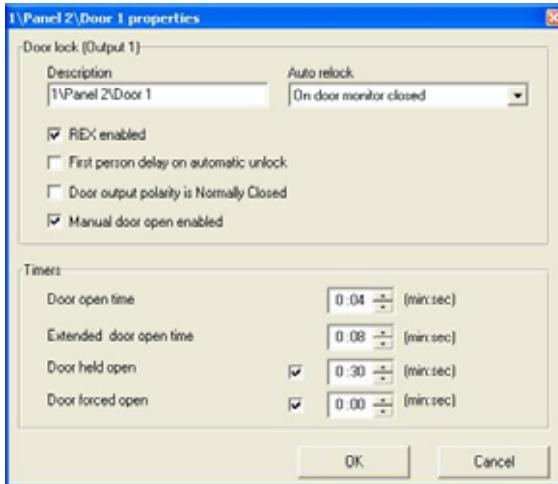 1\Panel 2\Door 1 properties
Door lock (Output 1)
Description
Auto relock
1\Panel 2\Door 1
On door monitor closed
REX enabled
First person delay on automatic unlock
Door output polarity is Normally Closed
Manual door open enabled
Timers
Door open time 0:04 (min:sec)
Extended door open time 0:08 (min:sec)
Door held open 0:30 (min:sec)
Door forced open 0:00 (min:sec)
OK Cancel